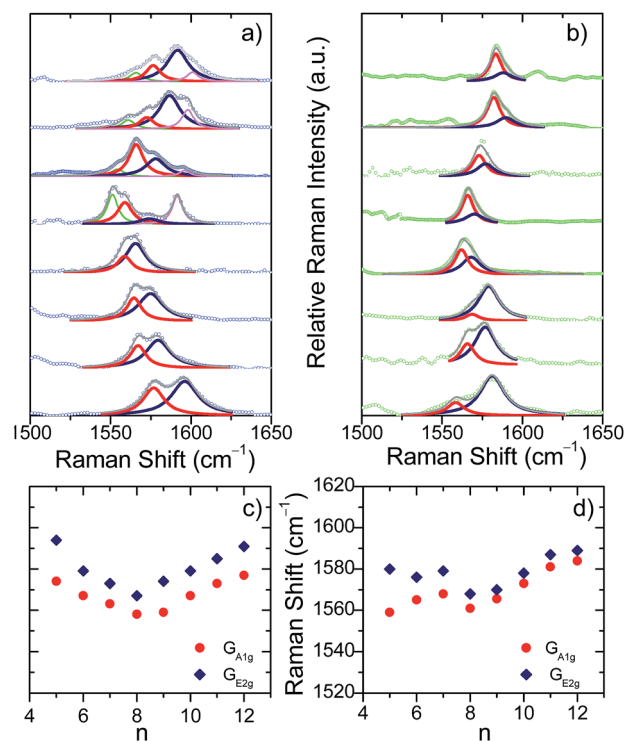 a)
b)
Relative Raman Intensity (a.u.)
1500 1550 1600 1650
1500 1550 1600 1650
Raman Shift (cm⁻¹)
Raman Shift (cm⁻¹)
c)
d)
Raman Shift (cm⁻¹)
1620
1600
1580
1560
1540
1520
G_A1g
G_E2g
G_A1g
G_E2g
4 6 8 10 12
4 6 8 10 12
n
n